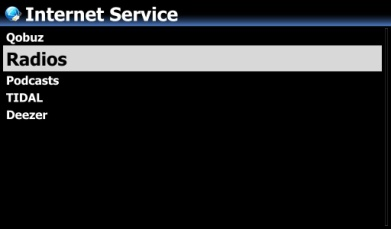 Internet Service
Qobuz
Radios
Podcasts
TIDAL
Deezer